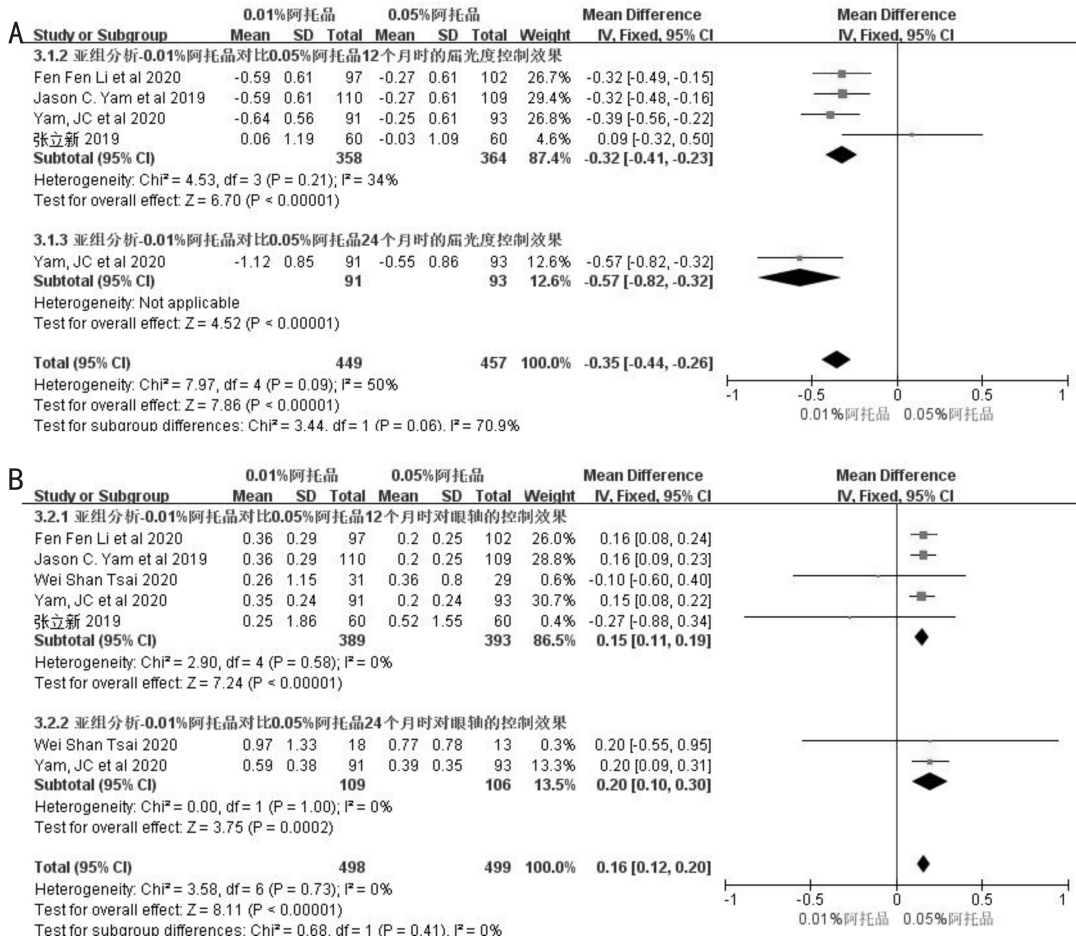 A
0.01%阿托品 0.05%阿托品 Mean Difference Mean Difference
Study or Subgroup Mean SD Total Mean SD Total Weight IV, Fixed, 95% CI IV, Fixed, 95% CI
3.1.2 亚组分析-0.01%阿托品对比0.05%阿托品12个月时的屈光度控制效果
Fen Fen Li et al 2020 -0.59 0.61 97 -0.27 0.61 102 26.7% -0.32 [-0.49, -0.15]
Jason C. Yam et al 2019 -0.59 0.61 110 -0.27 0.61 109 29.4% -0.32 [-0.48, -0.16]
Yam, JC et al 2020 -0.64 0.56 91 -0.25 0.61 93 26.8% -0.39 [-0.56, -0.22]
张立新 2019 0.06 1.19 60 -0.03 1.09 60 4.6% 0.09 [-0.32, 0.50]
Subtotal (95% CI) 358 364 87.4% -0.32 [-0.41, -0.23]
Heterogeneity: Chi² = 4.53, df = 3 (P = 0.21); I² = 34%
Test for overall effect: Z = 6.70 (P < 0.00001)
3.1.3 亚组分析-0.01%阿托品对比0.05%阿托品24个月时的屈光度控制效果
Yam, JC et al 2020 -1.12 0.85 91 -0.55 0.86 93 12.6% -0.57 [-0.82, -0.32]
Subtotal (95% CI) 91 93 12.6% -0.57 [-0.82, -0.32]
Heterogeneity: Not applicable
Test for overall effect: Z = 4.52 (P < 0.00001)
Total (95% CI) 449 457 100.0% -0.35 [-0.44, -0.26]
Heterogeneity: Chi² = 7.97, df = 4 (P = 0.09); I² = 50%
Test for overall effect: Z = 7.86 (P < 0.00001)
Test for subgroup differences: Chi² = 3.44, df = 1 (P = 0.06), I² = 70.9%
-1 -0.5 0 0.5 1
0.01%阿托品 0.05%阿托品
B
0.01%阿托品 0.05%阿托品 Mean Difference Mean Difference
Study or Subgroup Mean SD Total Mean SD Total Weight IV, Fixed, 95% CI IV, Fixed, 95% CI
3.2.1 亚组分析-0.01%阿托品对比0.05%阿托品12个月时对眼轴的控制效果
Fen Fen Li et al 2020 0.36 0.29 97 0.2 0.25 102 26.0% 0.16 [0.08, 0.24]
Jason C. Yam et al 2019 0.36 0.29 110 0.2 0.25 109 28.8% 0.16 [0.09, 0.23]
Wei Shan Tsai 2020 0.26 1.15 31 0.36 0.8 29 0.6% -0.10 [-0.60, 0.40]
Yam, JC et al 2020 0.35 0.24 91 0.2 0.24 93 30.7% 0.15 [0.08, 0.22]
张立新 2019 0.25 1.86 60 0.52 1.55 60 0.4% -0.27 [-0.88, 0.34]
Subtotal (95% CI) 389 393 86.5% 0.15 [0.11, 0.19]
Heterogeneity: Chi² = 2.90, df = 4 (P = 0.58); I² = 0%
Test for overall effect: Z = 7.24 (P < 0.00001)
3.2.2 亚组分析-0.01%阿托品对比0.05%阿托品24个月时对眼轴的控制效果
Wei Shan Tsai 2020 0.97 1.33 18 0.77 0.78 13 0.3% 0.20 [-0.55, 0.95]
Yam, JC et al 2020 0.59 0.38 91 0.39 0.35 93 13.3% 0.20 [0.09, 0.31]
Subtotal (95% CI) 109 106 13.5% 0.20 [0.10, 0.30]
Heterogeneity: Chi² = 0.00, df = 1 (P = 1.00); I² = 0%
Test for overall effect: Z = 3.75 (P = 0.0002)
Total (95% CI) 498 499 100.0% 0.16 [0.12, 0.20]
Heterogeneity: Chi² = 3.58, df = 6 (P = 0.73); I² = 0%
Test for overall effect: Z = 8.11 (P < 0.00001)
Test for subgroup differences: Chi² = 0.68, df = 1 (P = 0.41), I² = 0%
-1 -0.5 0 0.5 1
0.01%阿托品 0.05%阿托品